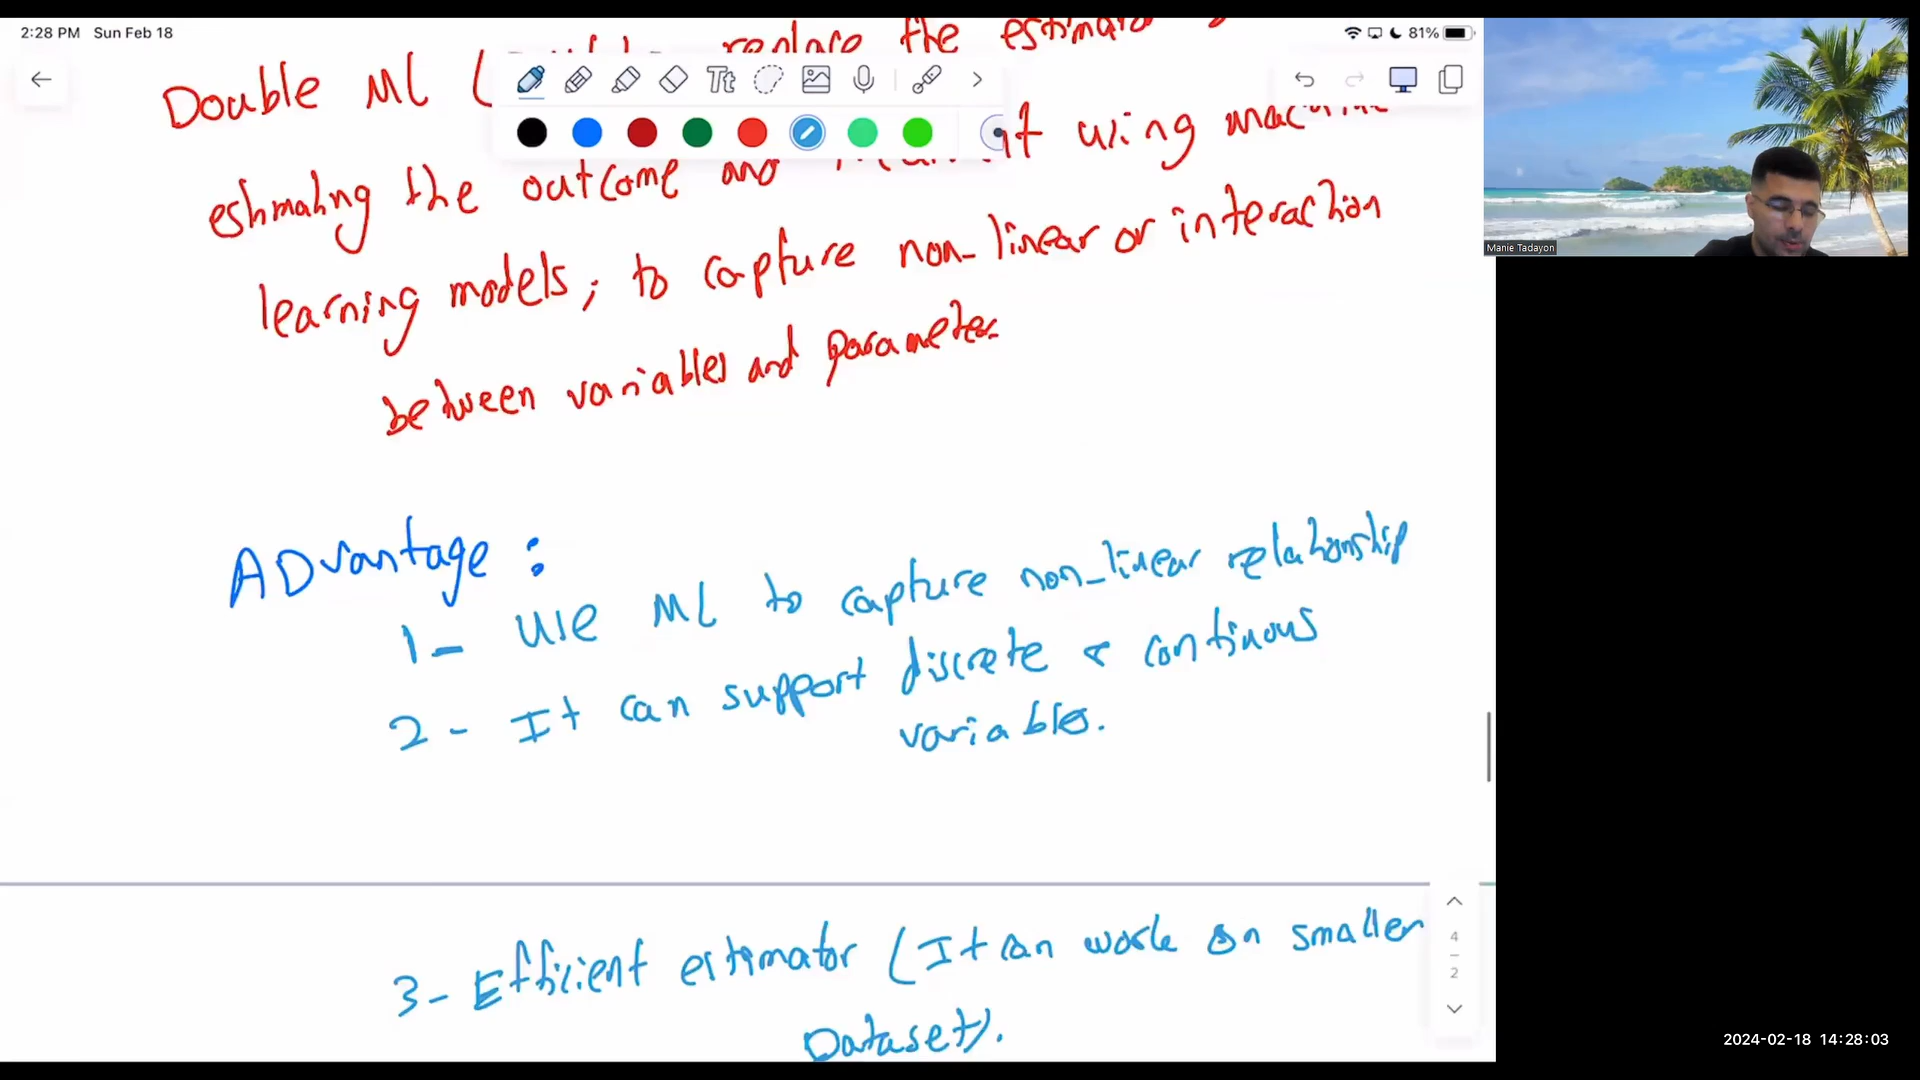 2:28 PM Sun Feb 18
81%
Double ML ( replace the
estimating the outcome and using
learning models; to capture non-linear or interaction
between variables and parameter
ADvantage :
1- Use ML to capture non-linear relationship
2- It can support discrete & continuous
variables.
3- Efficient estimator (It can work on smaller
Dataset).
Tt
4
2
Manie Tadayon
2024-02-18 14:28:03